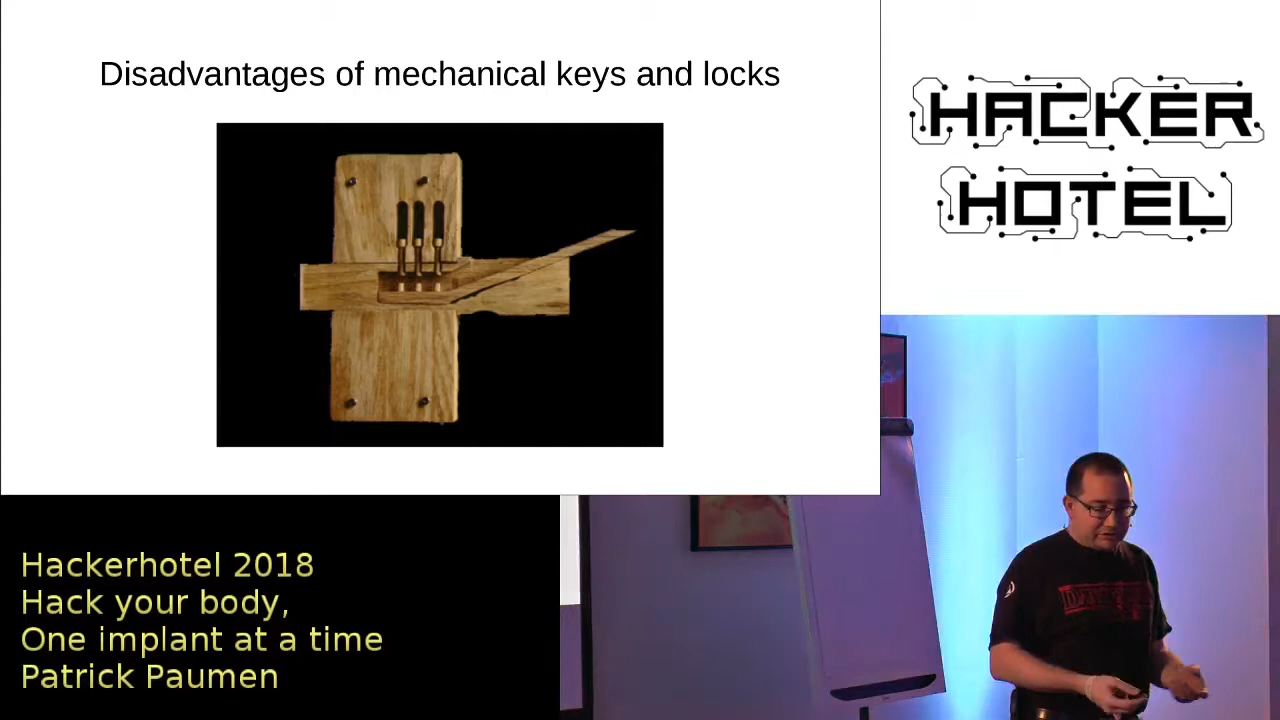 Disadvantages of mechanical keys and locks
HACKER
HOTEL
Hackerhotel 2018
Hack your body,
One implant at a time
Patrick Paumen